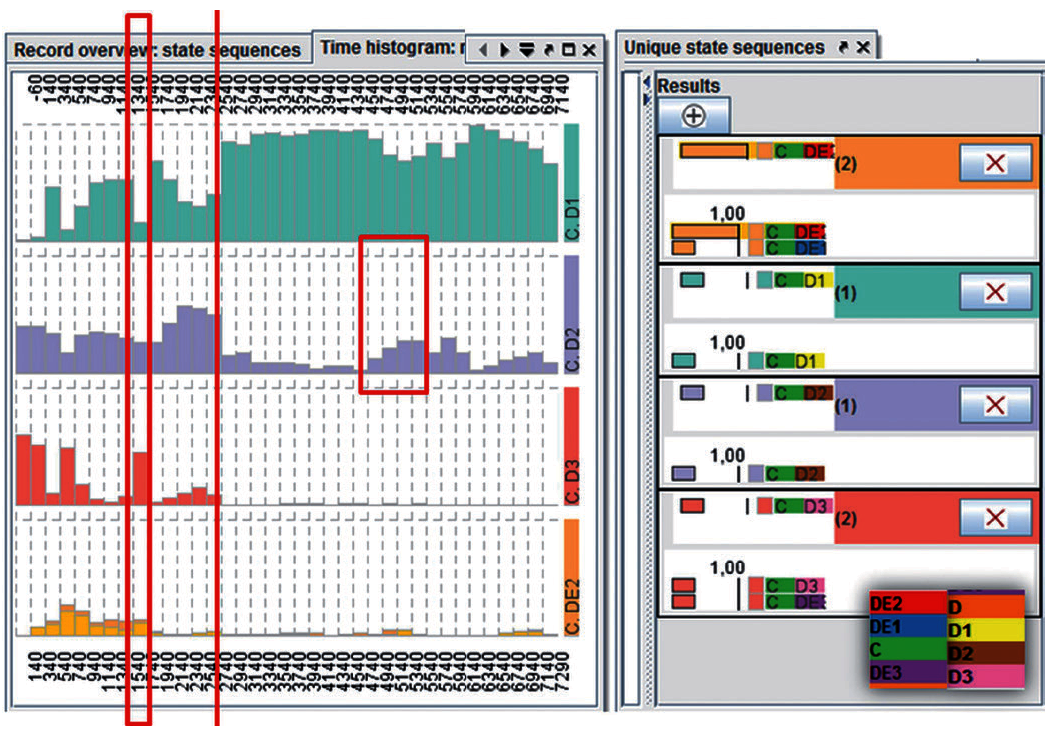 Record overview: state sequences
Time histogram: r
-60 140 340 540 740 940 1140 1340 1540 1740 1940 2140 2340 2540 2740 2940 3140 3340 3540 3740 3940 4140 4340 4540 4740 4940 5140 5340 5540 5740 5940 6140 6340 6540 6740 6940 7140
C. D1
C. D2
C. D3
C. DE2
140 340 540 740 940 1140 1340 1540 1740 1940 2140 2340 2540 2740 2940 3140 3340 3540 3740 3940 4140 4340 4540 4740 4940 5140 5340 5540 5740 5940 6140 6340 6540 6740 6940 7140 7290
Unique state sequences
Results
C DE2 (2)
1,00
C DE2
C DE1
C D1 (1)
1,00
C D1
C D2 (1)
1,00
C D2
C D3 (2)
1,00
C D3
C DE3
DE2 D
DE1 D1
C D2
DE3 D3